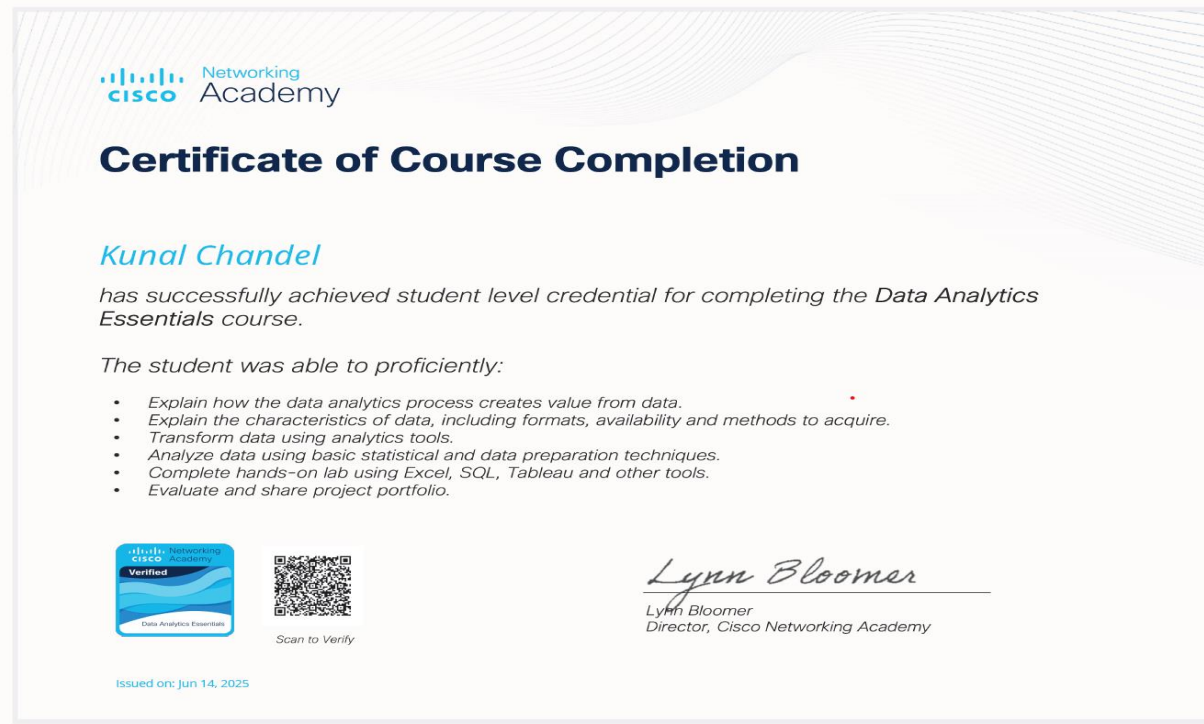 Networking
CISCO Academy
Certificate of Course Completion
Kunal Chandel
has successfully achieved student level credential for completing the Data Analytics
Essentials course.
The student was able to proficiently:
• Explain how the data analytics process creates value from data.
• Explain the characteristics of data, including formats, availability and methods to acquire.
• Transform data using analytics tools.
• Analyze data using basic statistical and data preparation techniques.
• Complete hands-on lab using Excel, SQL, Tableau and other tools.
• Evaluate and share project portfolio.
Networking
CISCO Academy
Verified
Data Analytics Essentials
Scan to Verify
Lynn Bloomer
Lynn Bloomer
Director, Cisco Networking Academy
Issued on: Jun 14, 2025